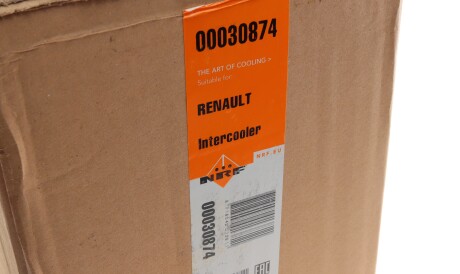 00030874
THE ART OF COOLING
Suitable for:
RENAULT
Intercooler
NRF.EU
NRF
00030874